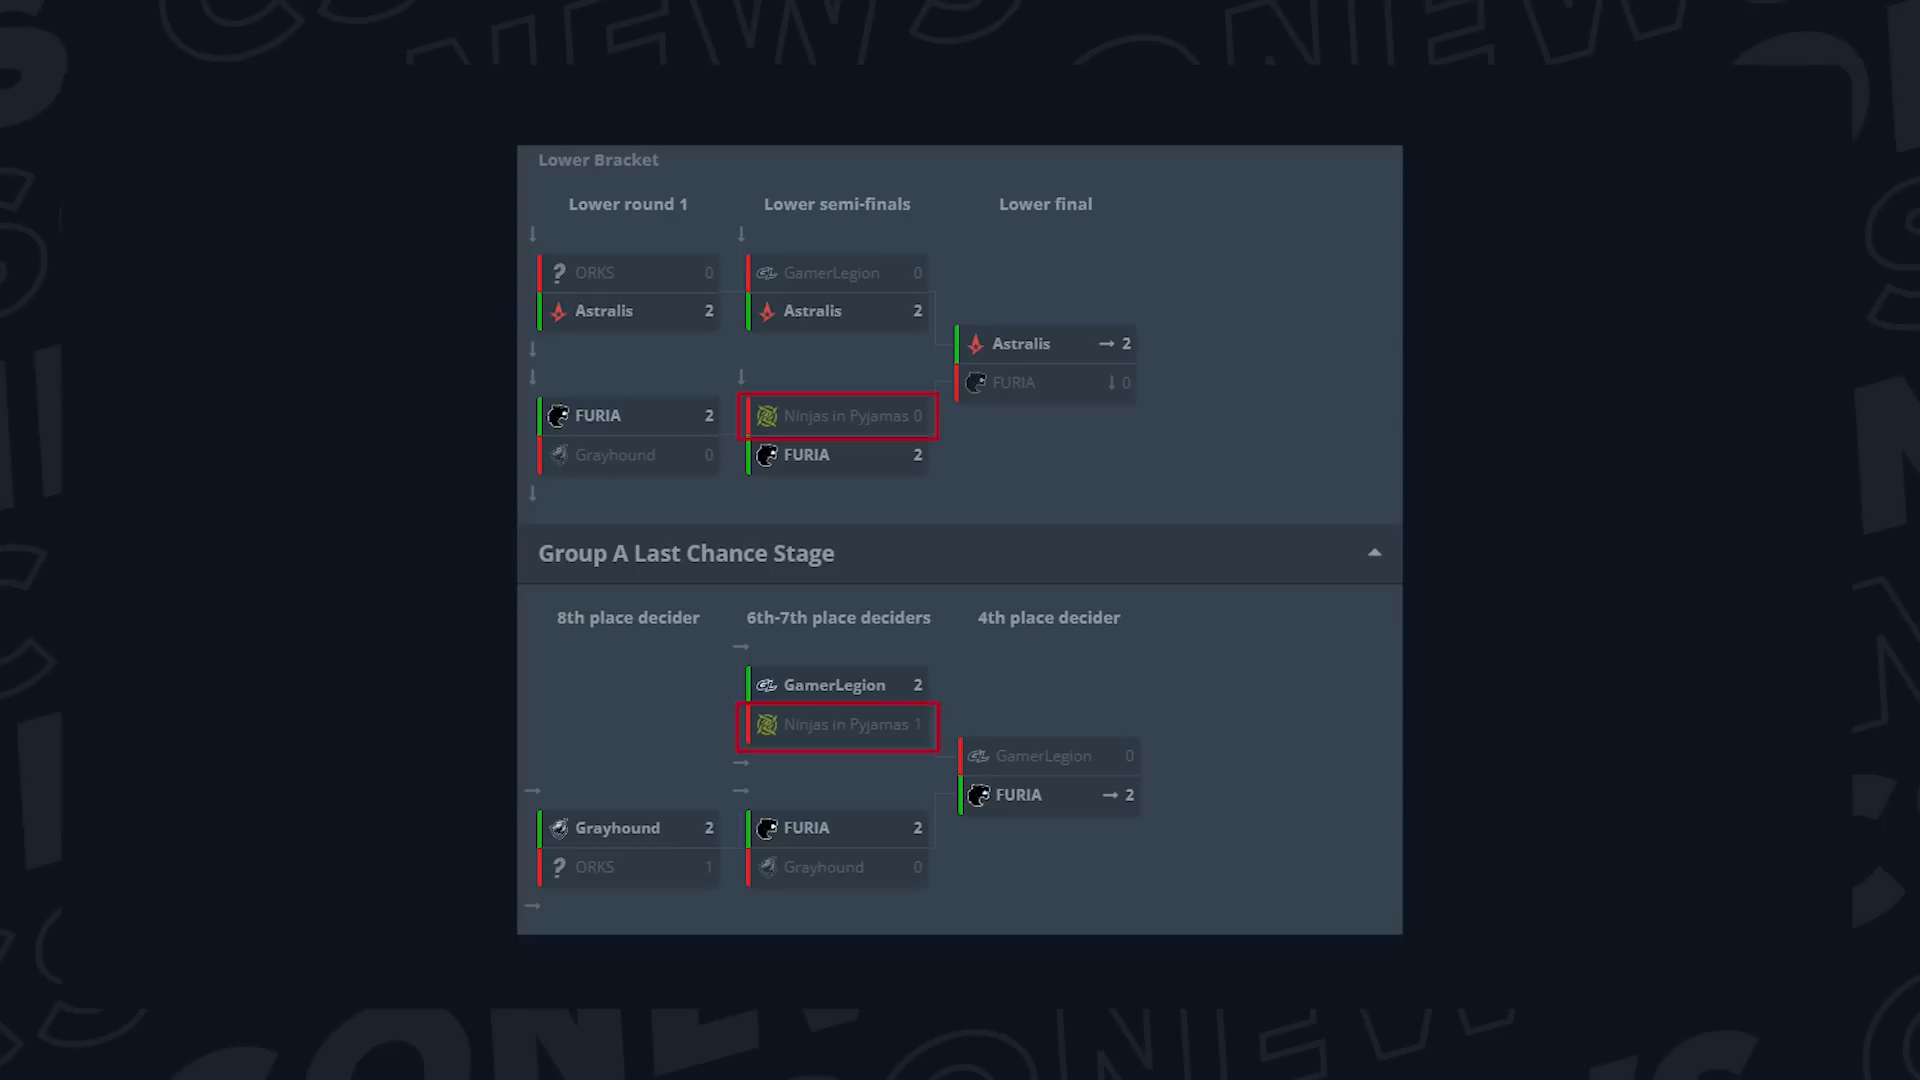 Lower Bracket
Lower round 1 Lower semi-finals Lower final
? ORKS 0
Astralis 2
GL GamerLegion 0
Astralis 2
Astralis → 2
FURIA ↓ 0
FURIA 2
Grayhound 0
Ninjas in Pyjamas 0
FURIA 2
Group A Last Chance Stage
8th place decider 6th-7th place deciders 4th place decider
GL GamerLegion 2
Ninjas in Pyjamas 1
GL GamerLegion 0
FURIA → 2
Grayhound 2
? ORKS 1
FURIA 2
Grayhound 0